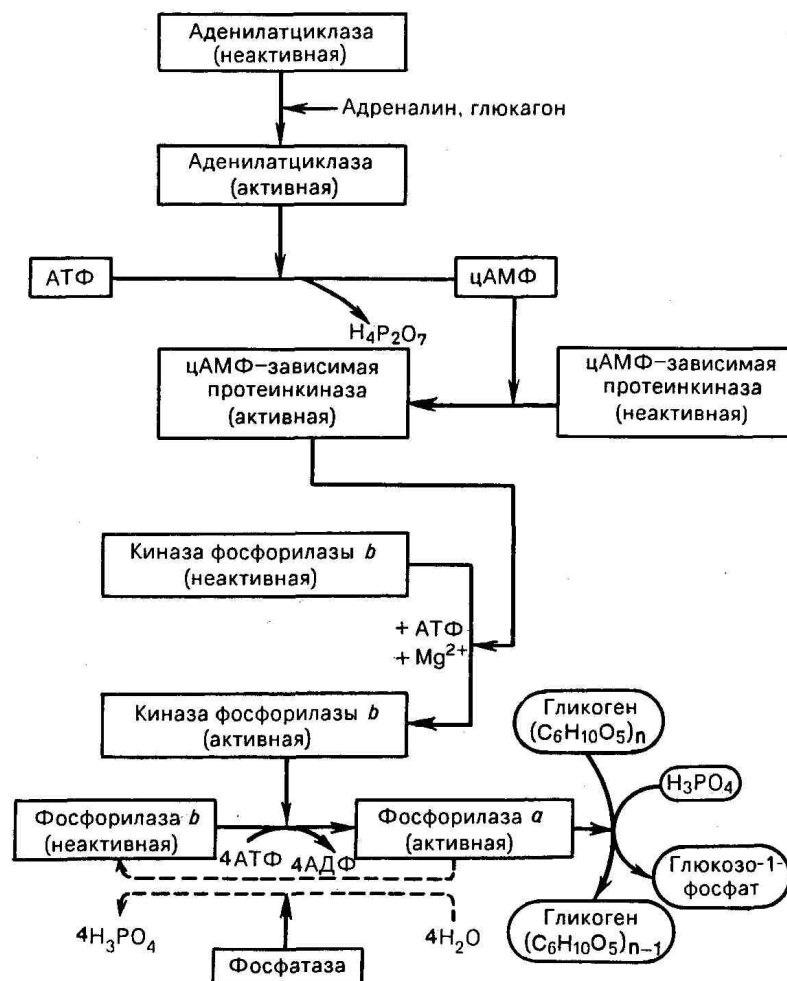 Аденилатциклаза
(неактивная)
Адреналин, глюкагон
Аденилатциклаза
(активная)
АТФ
цАМФ
H₄P₂O₇
цАМФ–зависимая
протеинкиназа
(активная)
цАМФ–зависимая
протеинкиназа
(неактивная)
Киназа фосфорилазы b
(неактивная)
+ АТФ
+ Mg²⁺
Киназа фосфорилазы b
(активная)
Гликоген
(C₆H₁₀O₅)n
H₃PO₄
Фосфорилаза b
(неактивная)
4АТФ
4АДФ
Фосфорилаза a
(активная)
Глюкозо-1-
фосфат
4H₃PO₄
4H₂O
Гликоген
(C₆H₁₀O₅)n−1
Фосфатаза